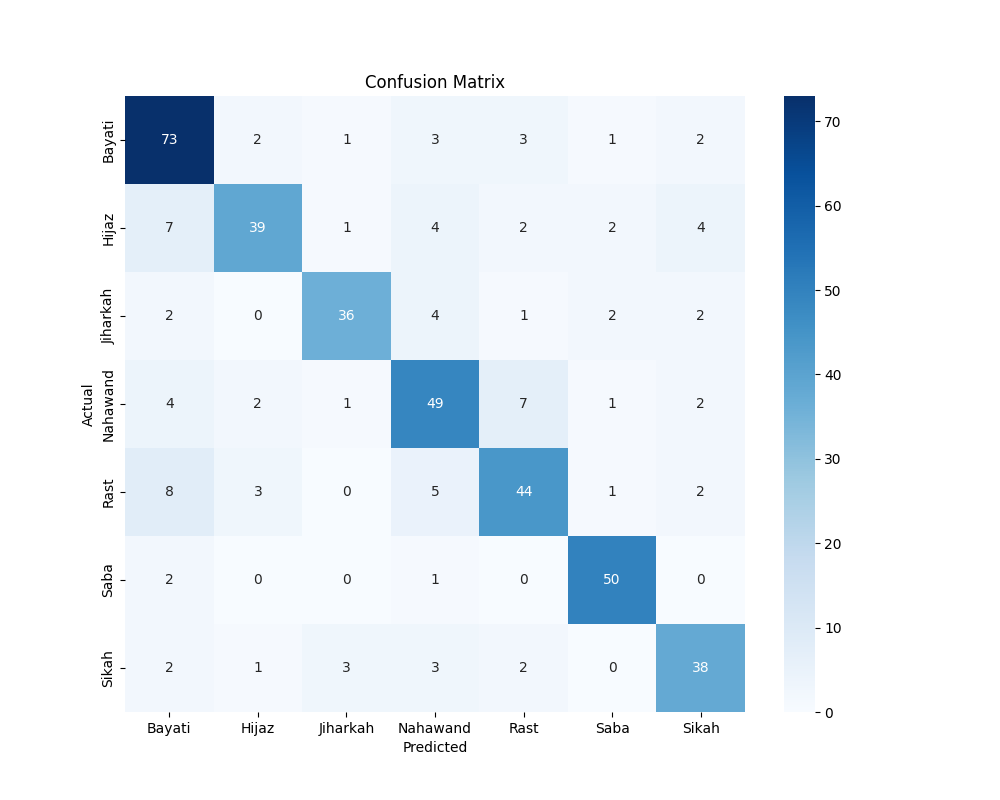 Confusion Matrix
Bayati 73 2 1 3 3 1 2
Hijaz 7 39 1 4 2 2 4
Jiharkah 2 0 36 4 1 2 2
Actual
Nahawand 4 2 1 49 7 1 2
Rast 8 3 0 5 44 1 2
Saba 2 0 0 1 0 50 0
Sikah 2 1 3 3 2 0 38
Bayati Hijaz Jiharkah Nahawand Rast Saba Sikah
Predicted
70
60
50
40
30
20
10
0